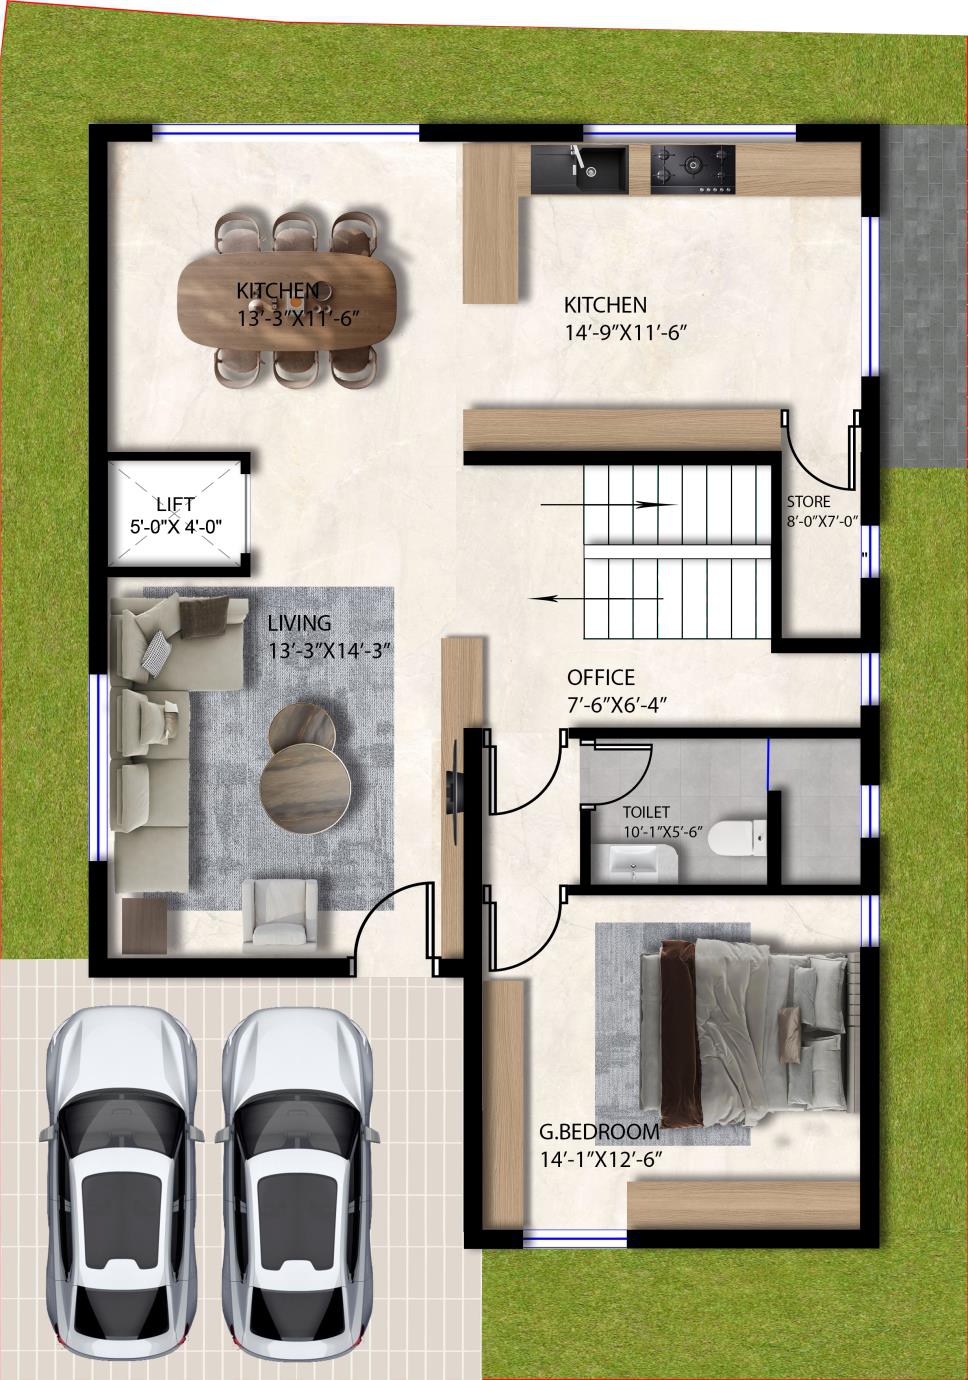 KITCHEN
13'-3"X11'-6"
KITCHEN
14'-9"X11'-6"
LIFT
5'-0"X 4'-0"
STORE
8'-0"X7'-0"
"
LIVING
13'-3"X14'-3"
OFFICE
7'-6"X6'-4"
TOILET
10'-1"X5'-6"
G.BEDROOM
14'-1"X12'-6"